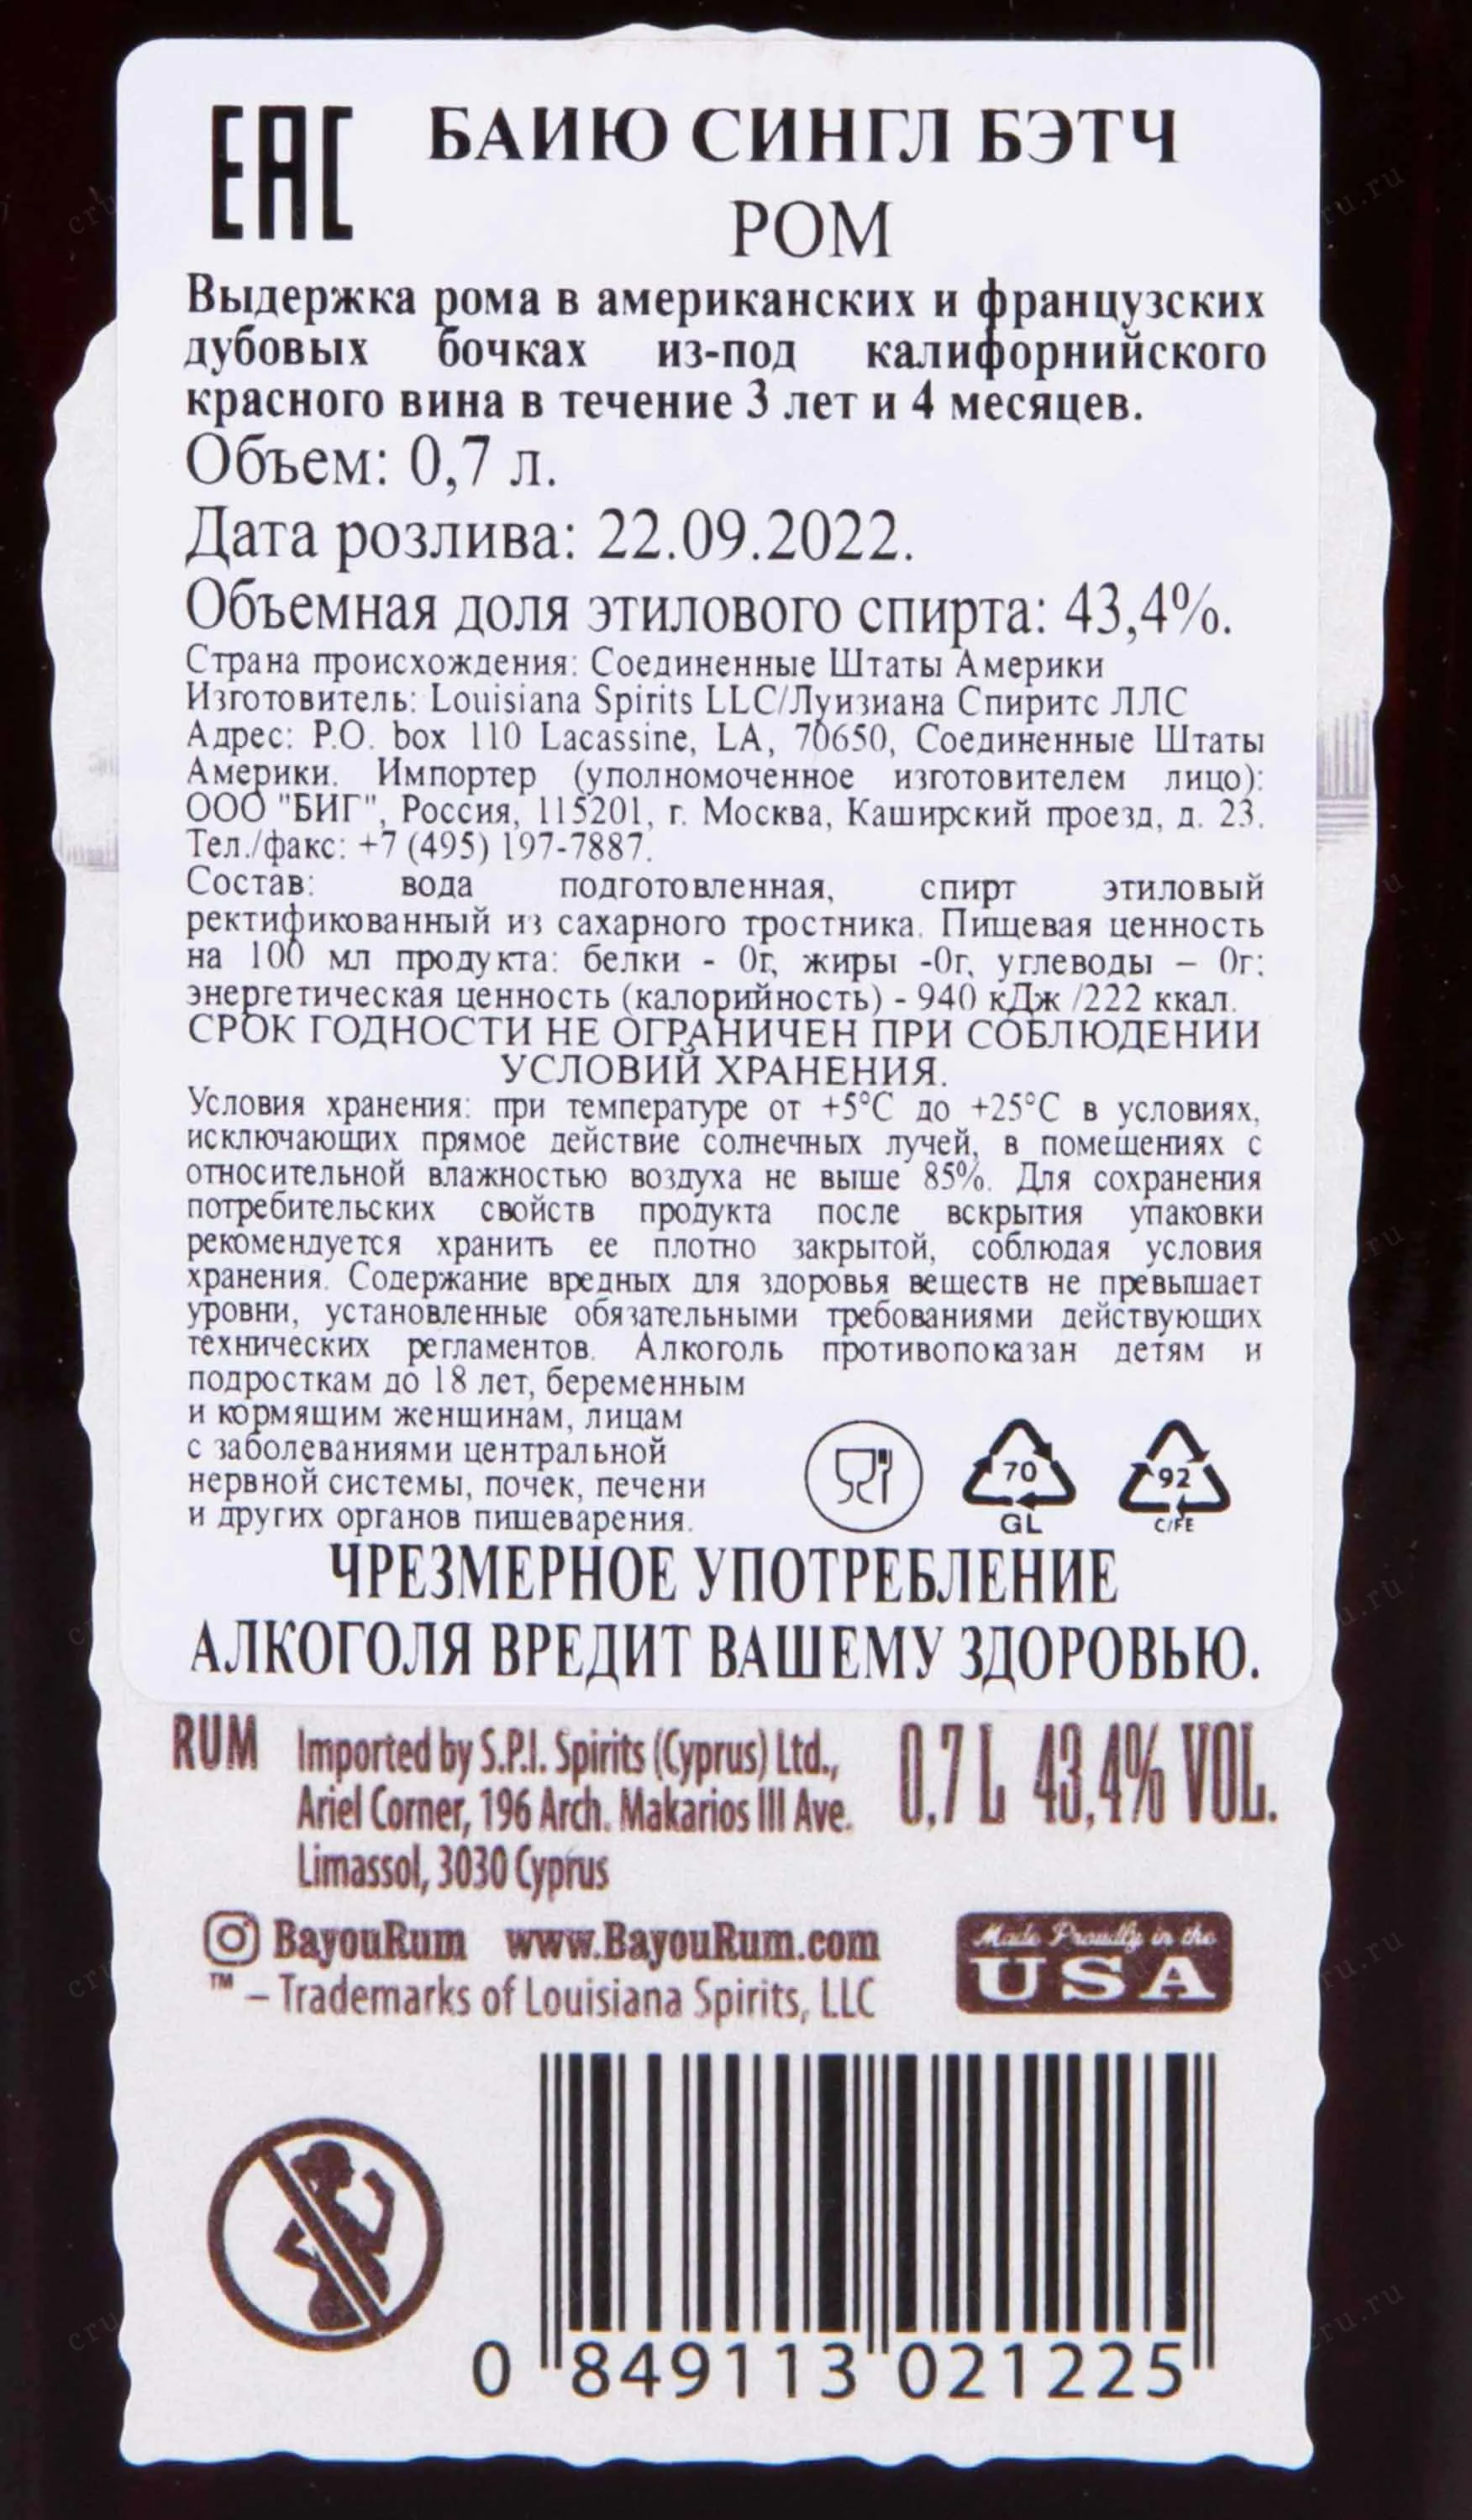 EAC
БАИЮ СИНГЛ БЭТЧ
РОМ
Выдержка рома в американских и французских
дубовых бочках из-под калифорнийского
красного вина в течение 3 лет и 4 месяцев.
Объем: 0,7 л.
Дата розлива: 22.09.2022.
Объемная доля этилового спирта: 43,4%.
Страна происхождения: Соединенные Штаты Америки
Изготовитель: Louisiana Spirits LLC/Луизиана Спиритс ЛЛС
Адрес: P.O. box 110 Lacassine, LA, 70650, Соединенные Штаты
Америки. Импортер (уполномоченное изготовителем лицо):
ООО "БИГ", Россия, 115201, г. Москва, Каширский проезд, д. 23.
Тел./факс: +7 (495) 197-7887.
Состав: вода подготовленная, спирт этиловый
ректификованный из сахарного тростника. Пищевая ценность
на 100 мл продукта: белки - 0г, жиры -0г, углеводы – 0г;
энергетическая ценность (калорийность) - 940 кДж /222 ккал.
СРОК ГОДНОСТИ НЕ ОГРАНИЧЕН ПРИ СОБЛЮДЕНИИ
УСЛОВИЙ ХРАНЕНИЯ.
Условия хранения: при температуре от +5°C до +25°C в условиях,
исключающих прямое действие солнечных лучей, в помещениях с
относительной влажностью воздуха не выше 85%. Для сохранения
потребительских свойств продукта после вскрытия упаковки
рекомендуется хранить ее плотно закрытой, соблюдая условия
хранения. Содержание вредных для здоровья веществ не превышает
уровни, установленные обязательными требованиями действующих
технических регламентов. Алкоголь противопоказан детям и
подросткам до 18 лет, беременным
и кормящим женщинам, лицам
с заболеваниями центральной
нервной системы, почек, печени
и других органов пищеварения.
70
GL
92
C/FE
ЧРЕЗМЕРНОЕ УПОТРЕБЛЕНИЕ
АЛКОГОЛЯ ВРЕДИТ ВАШЕМУ ЗДОРОВЬЮ.
RUM Imported by S.P.I. Spirits (Cyprus) Ltd., 0,7 L 43,4% VOL.
Ariel Corner, 196 Arch. Makarios III Ave.
Limassol, 3030 Cyprus
BayouRum www.BayouRum.com
™ – Trademarks of Louisiana Spirits, LLC
Made Proudly in the
USA
0 849113 021225